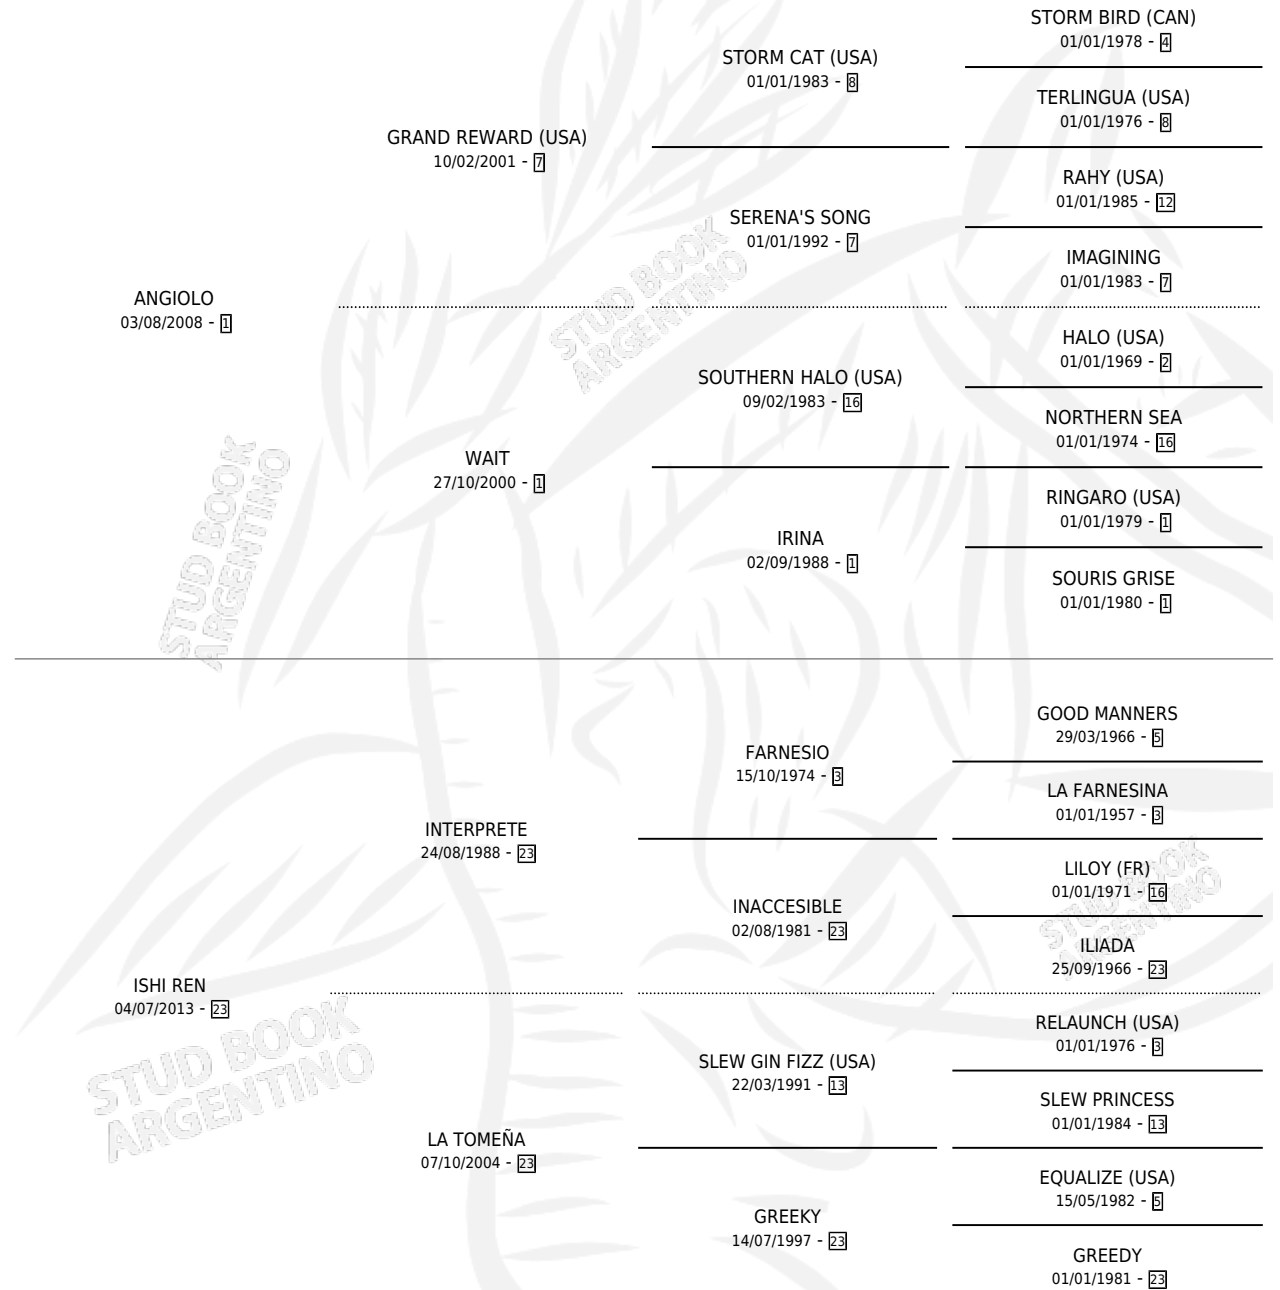 STORM BIRD (CAN)
01/01/1978 - 4
STORM CAT (USA)
01/01/1983 - 8
TERLINGUA (USA)
01/01/1976 - 8
GRAND REWARD (USA)
10/02/2001 - 7
RAHY (USA)
01/01/1985 - 12
SERENA'S SONG
01/01/1992 - 7
IMAGINING
01/01/1983 - 7
ANGIOLO
03/08/2008 - 1
HALO (USA)
01/01/1969 - 2
SOUTHERN HALO (USA)
09/02/1983 - 16
NORTHERN SEA
01/01/1974 - 16
WAIT
27/10/2000 - 1
RINGARO (USA)
01/01/1979 - 1
IRINA
02/09/1988 - 1
SOURIS GRISE
01/01/1980 - 1
GOOD MANNERS
29/03/1966 - 5
FARNESIO
15/10/1974 - 3
LA FARNESINA
01/01/1957 - 3
INTERPRETE
24/08/1988 - 23
LILOY (FR)
01/01/1971 - 16
INACCESIBLE
02/08/1981 - 23
ILIADA
25/09/1966 - 23
ISHI REN
04/07/2013 - 23
RELAUNCH (USA)
01/01/1976 - 3
SLEW GIN FIZZ (USA)
22/03/1991 - 13
SLEW PRINCESS
01/01/1984 - 13
LA TOMEÑA
07/10/2004 - 23
EQUALIZE (USA)
15/05/1982 - 5
GREEKY
14/07/1997 - 23
GREEDY
01/01/1981 - 23
STUD BOOK
ARGENTINO
STUD BOOK
ARGENTINO
STUD BOOK
ARGENTINO
STUD BOOK
ARGENTINO